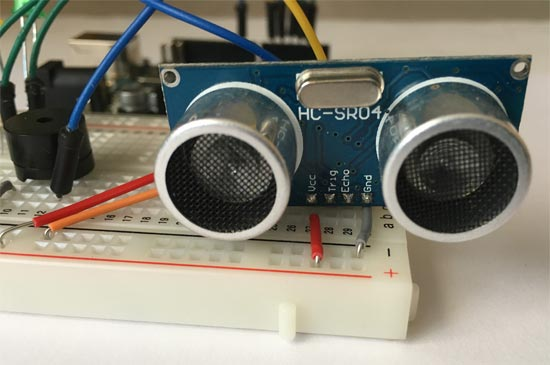 HC-SR04
Vcc
Trig
Echo
Gnd
a b c
- +